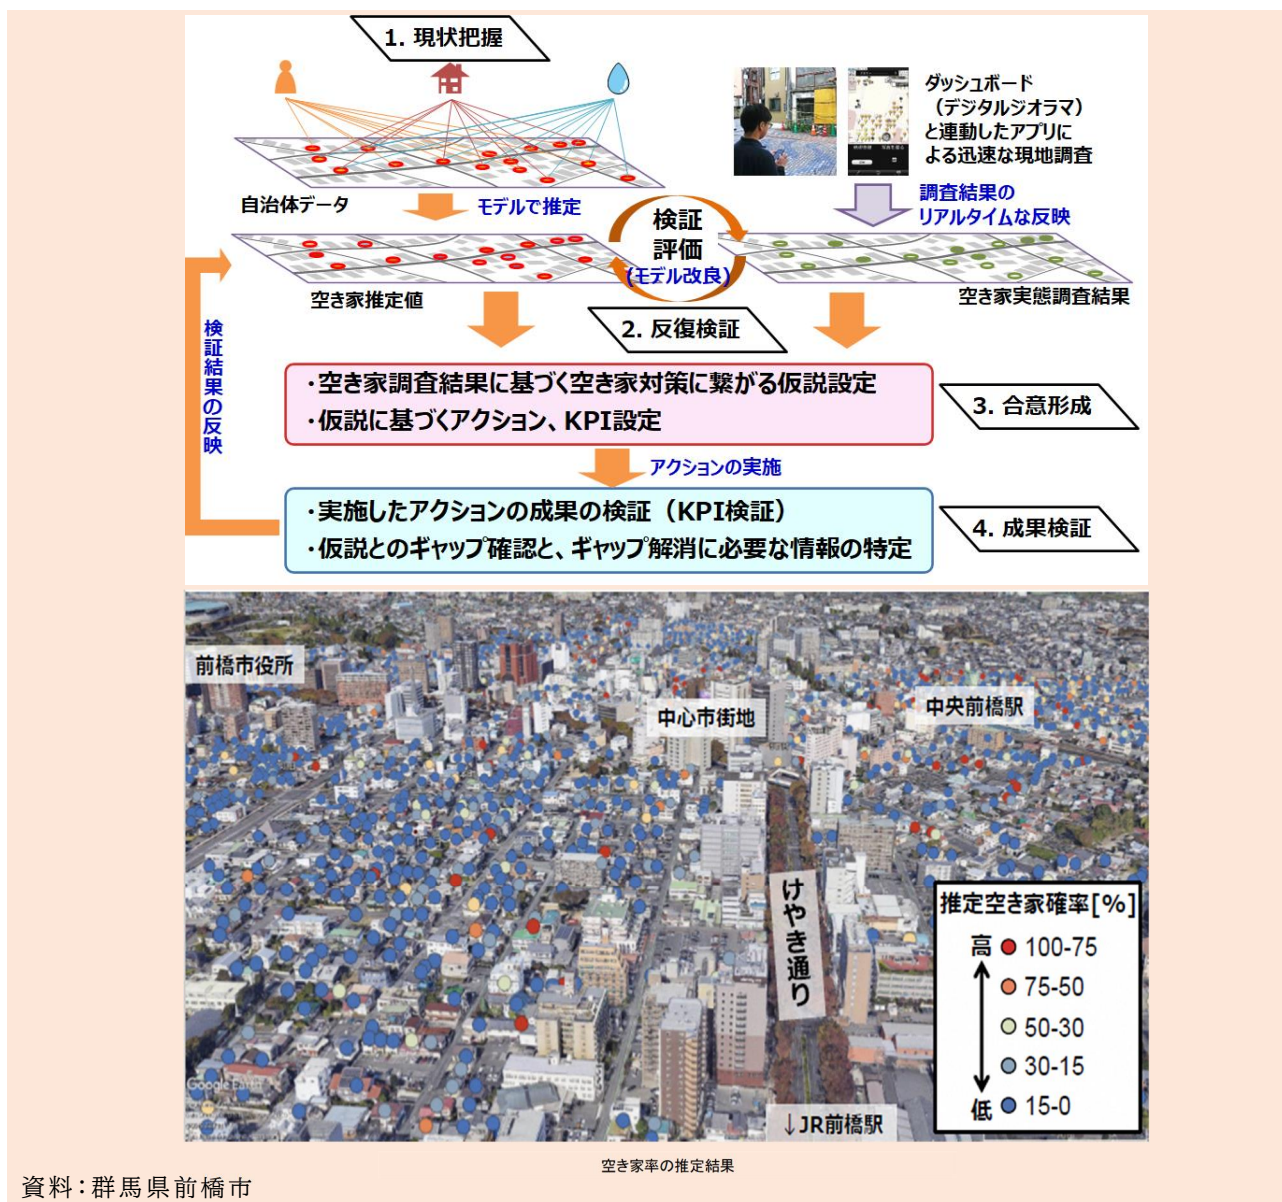 1. 現状把握
ダッシュボード
（デジタルジオラマ）
と連動したアプリに
よる迅速な現地調査
自治体データ
モデルで推定
調査結果の
リアルタイムな反映
検証
評価
(モデル改良)
空き家推定値
空き家実態調査結果
2. 反復検証
検証結果の反映
・空き家調査結果に基づく空き家対策に繋がる仮説設定
・仮説に基づくアクション、KPI設定
3. 合意形成
アクションの実施
・実施したアクションの成果の検証（KPI検証）
・仮説とのギャップ確認と、ギャップ解消に必要な情報の特定
4. 成果検証
前橋市役所
中心市街地
中央前橋駅
けやき通り
推定空き家確率[%]
高
100-75
75-50
50-30
30-15
低
15-0
Google Earth
↓JR前橋駅
空き家率の推定結果
資料：群馬県前橋市